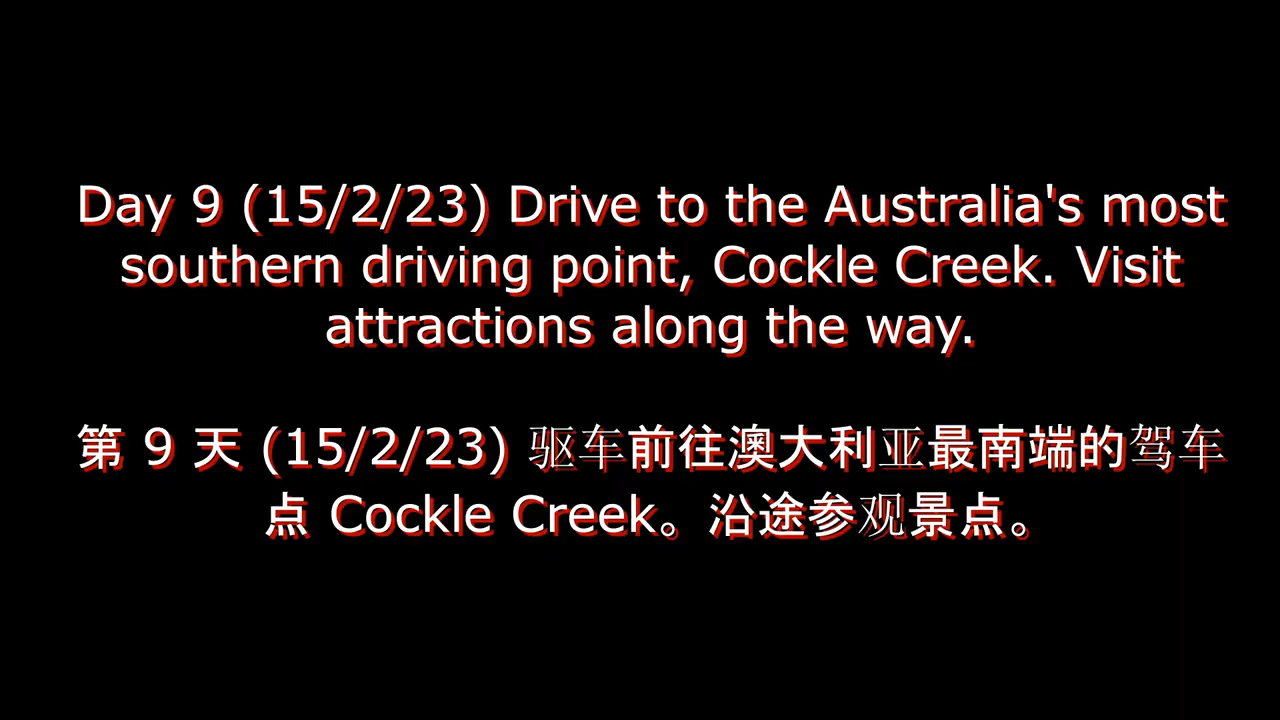 Day 9 (15/2/23) Drive to the Australia's most
southern driving point, Cockle Creek. Visit
attractions along the way.
第 9 天 (15/2/23) 驱车前往澳大利亚最南端的驾车
点 Cockle Creek。沿途参观景点。